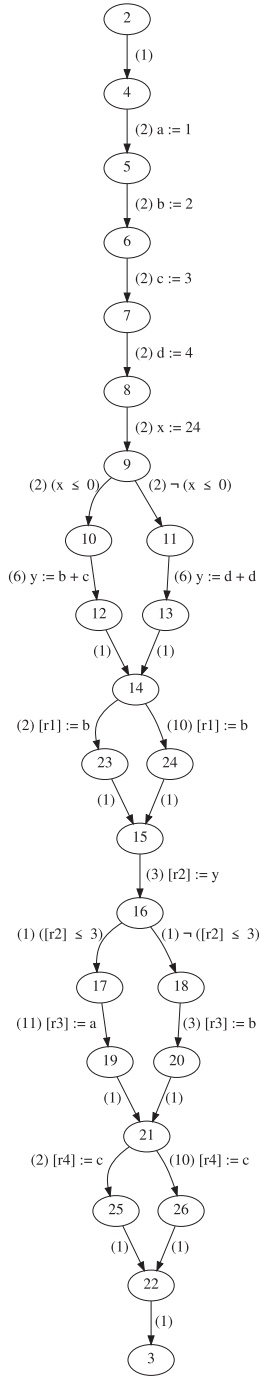 2
(1)
4
(2) a := 1
5
(2) b := 2
6
(2) c := 3
7
(2) d := 4
8
(2) x := 24
9
(2) (x ≤ 0) (2) ¬ (x ≤ 0)
10 11
(6) y := b + c (6) y := d + d
12 13
(1) (1)
14
(2) [r1] := b (10) [r1] := b
23 24
(1) (1)
15
(3) [r2] := y
16
(1) ([r2] ≤ 3) (1) ¬ ([r2] ≤ 3)
17 18
(11) [r3] := a (3) [r3] := b
19 20
(1) (1)
21
(2) [r4] := c (10) [r4] := c
25 26
(1) (1)
22
(1)
3